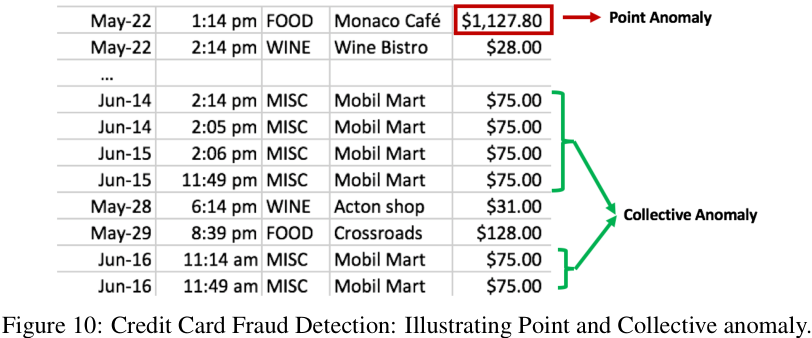 May-22 1:14 pm FOOD Monaco Café $1,127.80 Point Anomaly
May-22 2:14 pm WINE Wine Bistro $28.00
...
Jun-14 2:14 pm MISC Mobil Mart $75.00
Jun-14 2:05 pm MISC Mobil Mart $75.00
Jun-15 2:06 pm MISC Mobil Mart $75.00
Jun-15 11:49 pm MISC Mobil Mart $75.00
May-28 6:14 pm WINE Acton shop $31.00
Collective Anomaly
May-29 8:39 pm FOOD Crossroads $128.00
Jun-16 11:14 am MISC Mobil Mart $75.00
Jun-16 11:49 am MISC Mobil Mart $75.00
Figure 10: Credit Card Fraud Detection: Illustrating Point and Collective anomaly.